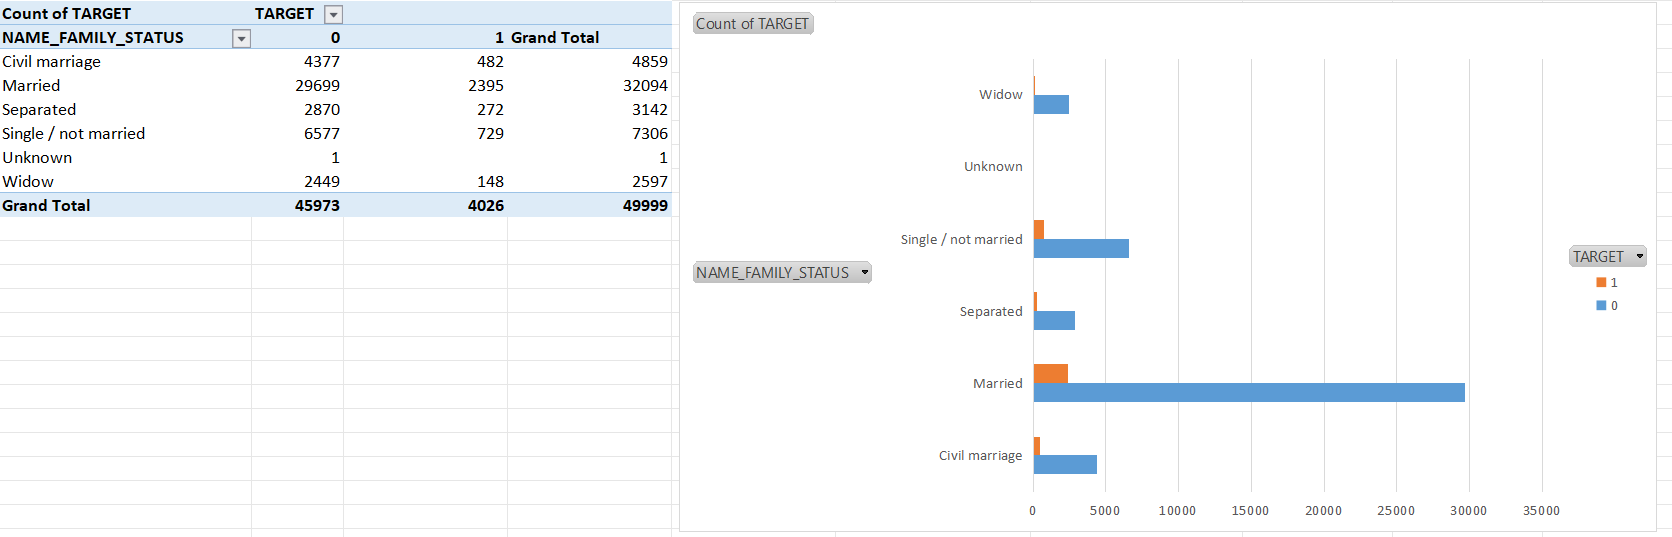 Count of TARGET TARGET
NAME_FAMILY_STATUS 0 1 Grand Total
Civil marriage 4377 482 4859
Married 29699 2395 32094
Separated 2870 272 3142
Single / not married 6577 729 7306
Unknown 1 1
Widow 2449 148 2597
Grand Total 45973 4026 49999
Count of TARGET
NAME_FAMILY_STATUS
Widow
Unknown
Single / not married
Separated
Married
Civil marriage
0 5000 10000 15000 20000 25000 30000 35000
TARGET
1
0